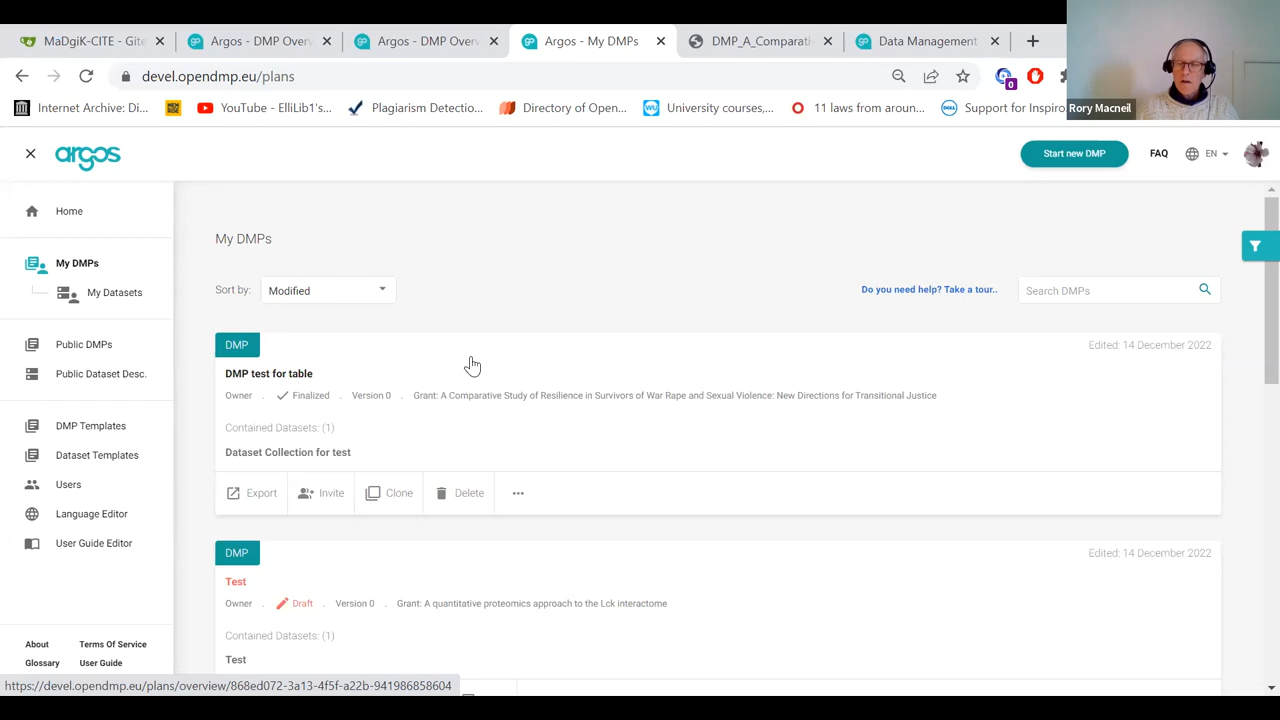 MaDgiK-CITE - Gite
Argos - DMP Over
Argos - DMP Over
Argos - My DMPs
DMP_A_Comparati
Data Management
Rory Macneil
devel.opendmp.eu/plans
0
Internet Archive: Di...
YouTube - ElliLib1's...
Plagiarism Detectio...
Directory of Open...
University courses,...
11 laws from aroun...
Support for Inspiro
argos
Start new DMP
FAQ
EN
Home
My DMPs
My Datasets
Public DMPs
Public Dataset Desc.
DMP Templates
Dataset Templates
Users
Language Editor
User Guide Editor
About Terms Of Service
Glossary User Guide
My DMPs
Sort by: Modified
Do you need help? Take a tour..
Search DMPs
DMP
Edited: 14 December 2022
DMP test for table
Owner . Finalized . Version 0 . Grant: A Comparative Study of Resilience in Survivors of War Rape and Sexual Violence: New Directions for Transitional Justice
Contained Datasets: (1)
Dataset Collection for test
Export Invite Clone Delete ...
DMP
Edited: 14 December 2022
Test
Owner . Draft . Version 0 . Grant: A quantitative proteomics approach to the Lck interactome
Contained Datasets: (1)
Test
https://devel.opendmp.eu/plans/overview/868ed072-3a13-4f5f-a22b-941986858604